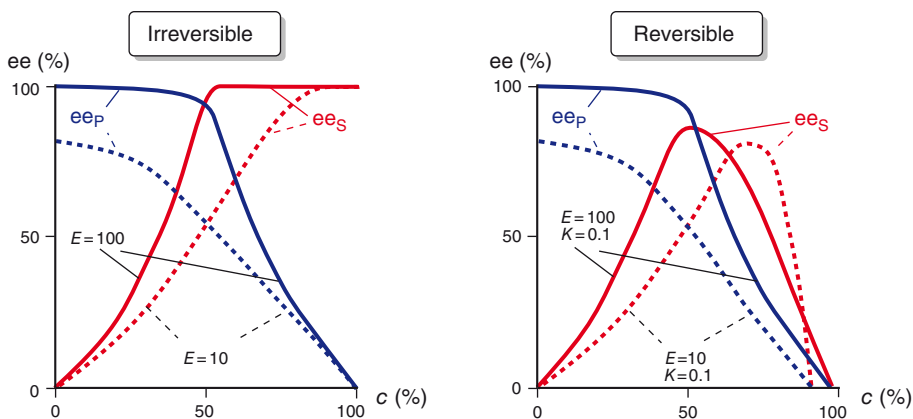 Irreversible
ee (%)
100
ee_P
ee_S
50
E = 100
E = 10
0
0
50
100
c (%)
Reversible
ee (%)
100
ee_P
ee_S
50
E = 100
K = 0.1
E = 10
K = 0.1
0
0
50
100
c (%)